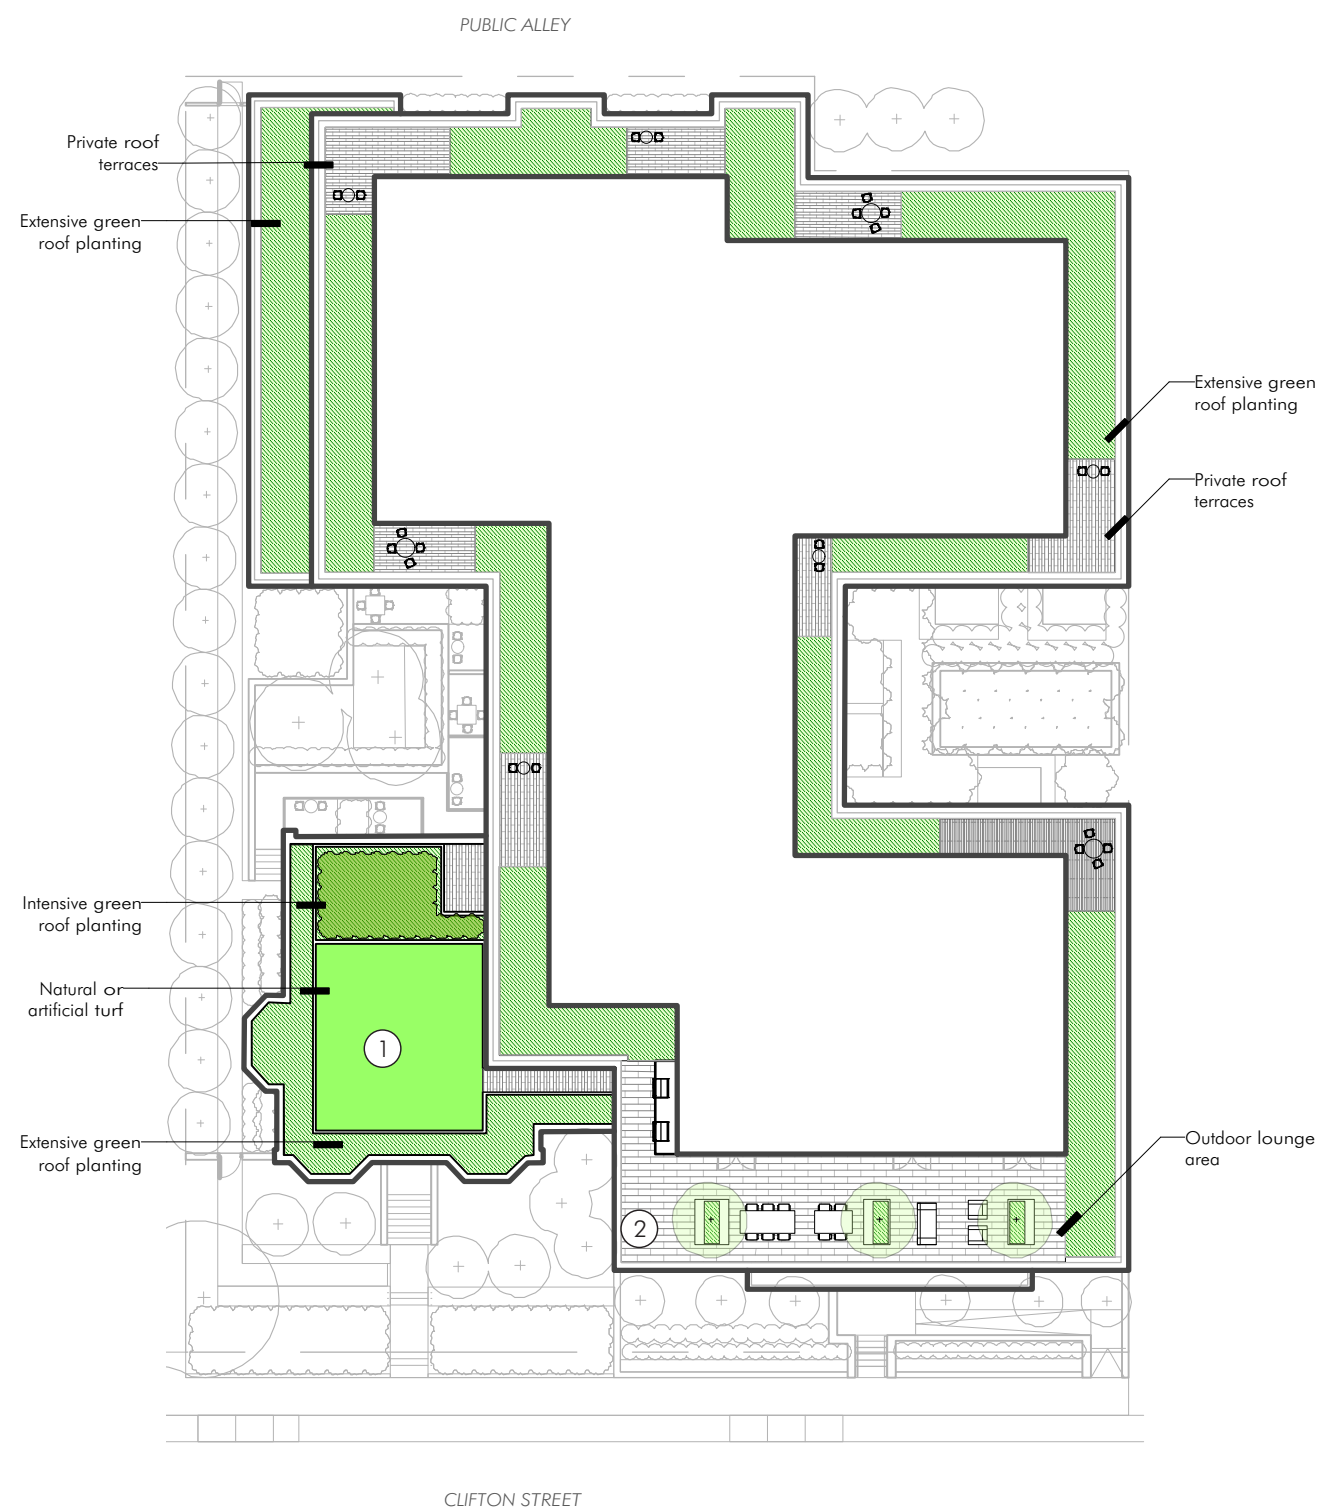 PUBLIC ALLEY
Private roof
terraces
Extensive green
roof planting
Extensive green
roof planting
Private roof
terraces
Intensive green
roof planting
Natural or
artificial turf
1
Extensive green
roof planting
Outdoor lounge
area
2
CLIFTON STREET